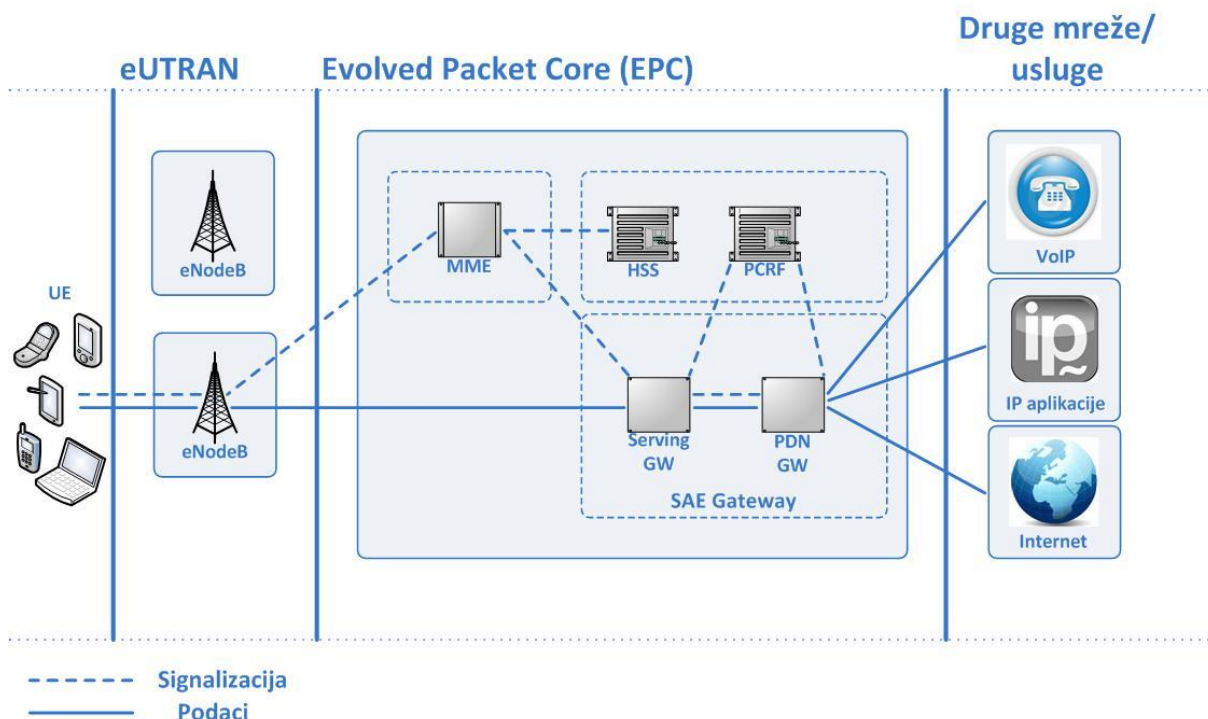 Druge mreže/
usluge
eUTRAN
Evolved Packet Core (EPC)
eNodeB
MME
HSS
PCRF
VoIP
UE
ip
IP aplikacije
eNodeB
Serving
GW
PDN
GW
SAE Gateway
Internet
Signalizacija
Podaci